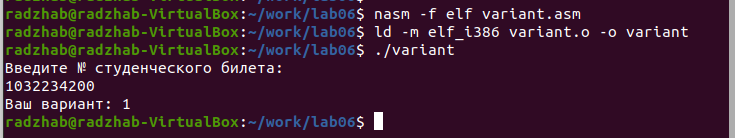 radzhab@radzhab-VirtualBox:~/work/lab06$ nasm -f elf variant.asm
radzhab@radzhab-VirtualBox:~/work/lab06$ ld -m elf_i386 variant.o -o variant
radzhab@radzhab-VirtualBox:~/work/lab06$ ./variant
Введите № студенческого билета:
1032234200
Ваш вариант: 1
radzhab@radzhab-VirtualBox:~/work/lab06$